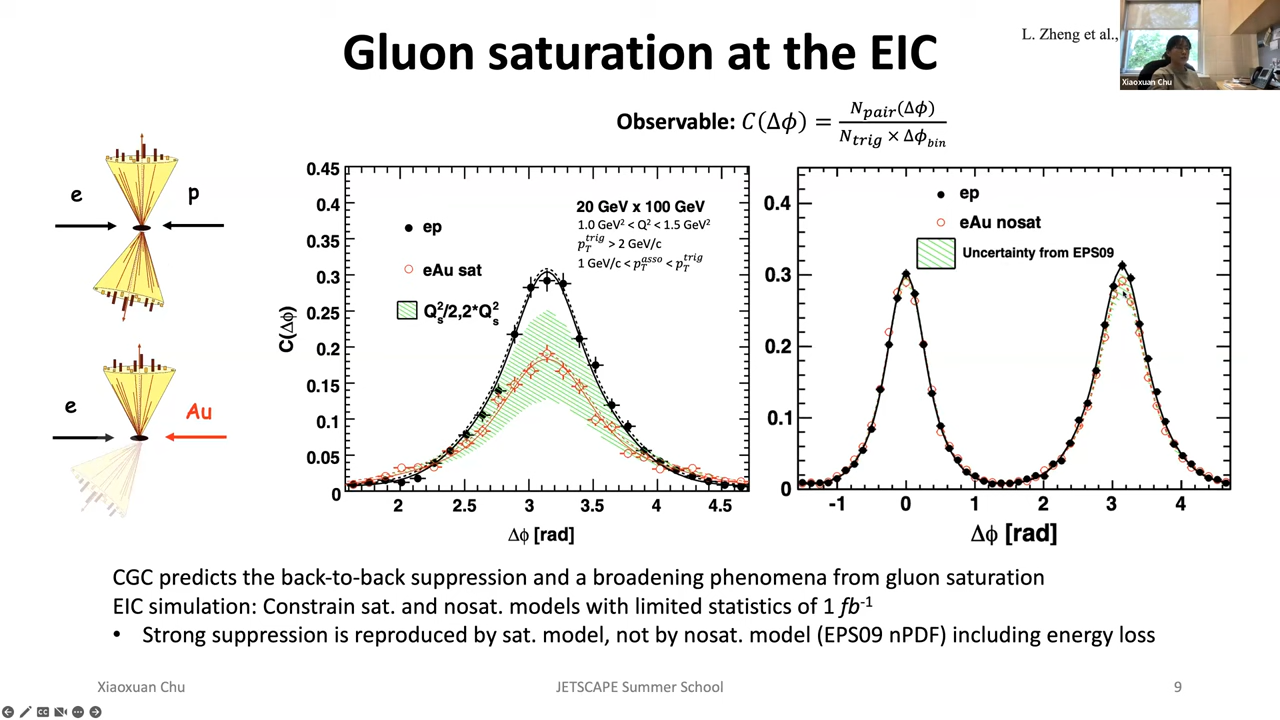 L. Zheng et al.,
Gluon saturation at the EIC
Xiaoxuan Chu
Observable: C(Δϕ) = N_pair(Δϕ) / N_trig × Δϕ_bin
e
p
e
Au
0.45
0.4
0.35
0.3
0.25
0.2
0.15
0.1
0.05
0
C(Δϕ)
20 GeV x 100 GeV
1.0 GeV² < Q² < 1.5 GeV²
p_T^trig > 2 GeV/c
1 GeV/c < p_T^asso < p_T^trig
ep
eAu sat
Q_s²/2,2*Q_s²
2 2.5 3 3.5 4 4.5
Δϕ [rad]
0.4
0.3
0.2
0.1
0
ep
eAu nosat
Uncertainty from EPS09
-1 0 1 2 3 4
Δϕ [rad]
CGC predicts the back-to-back suppression and a broadening phenomena from gluon saturation
EIC simulation: Constrain sat. and nosat. models with limited statistics of 1 fb⁻¹
• Strong suppression is reproduced by sat. model, not by nosat. model (EPS09 nPDF) including energy loss
Xiaoxuan Chu
JETSCAPE Summer School
9